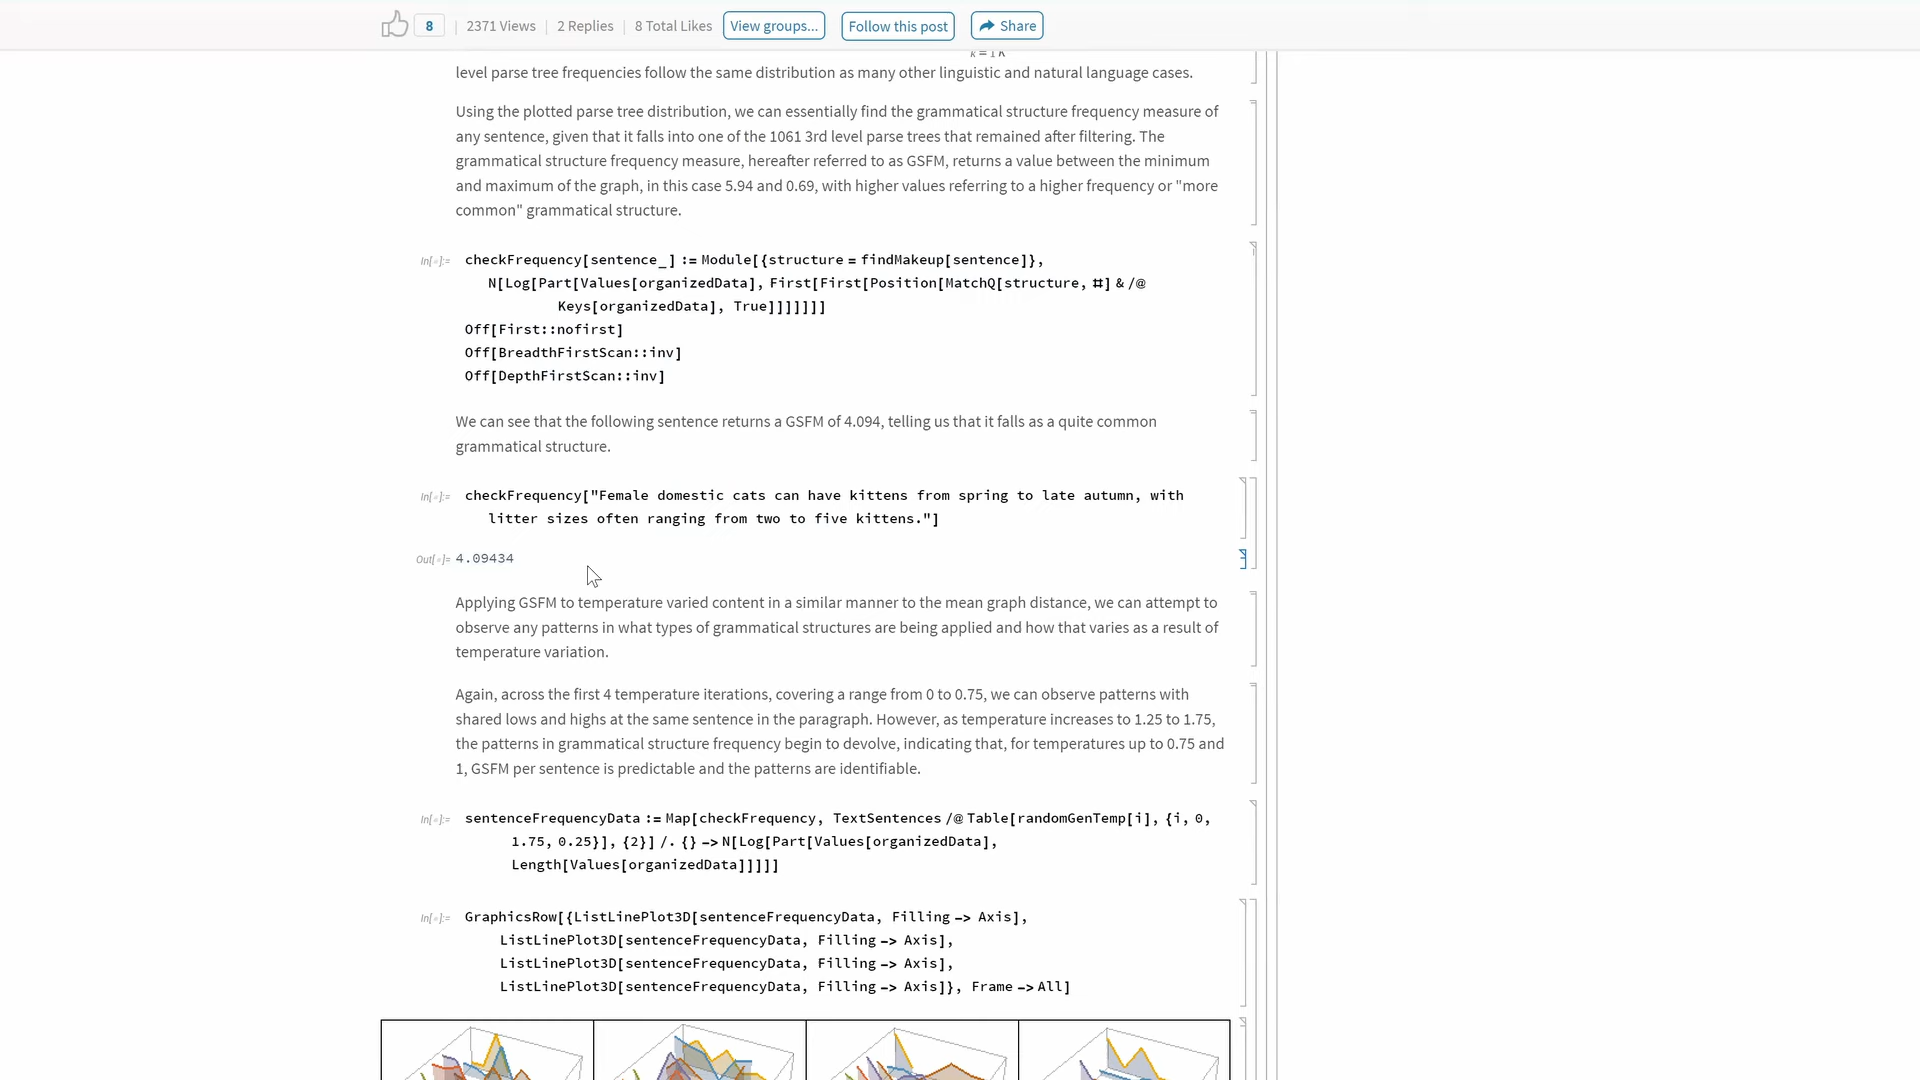 8 | 2371 Views | 2 Replies | 8 Total Likes View groups... Follow this post Share
k = 1 K
level parse tree frequencies follow the same distribution as many other linguistic and natural language cases.
Using the plotted parse tree distribution, we can essentially find the grammatical structure frequency measure of
any sentence, given that it falls into one of the 1061 3rd level parse trees that remained after filtering. The
grammatical structure frequency measure, hereafter referred to as GSFM, returns a value between the minimum
and maximum of the graph, in this case 5.94 and 0.69, with higher values referring to a higher frequency or "more
common" grammatical structure.
In[◦]:= checkFrequency[sentence_] := Module[{structure = findMakeup[sentence]},
N[Log[Part[Values[organizedData], First[First[Position[MatchQ[structure, #] & /@
Keys[organizedData], True]]]]]]]
Off[First::nofirst]
Off[BreadthFirstScan::inv]
Off[DepthFirstScan::inv]
We can see that the following sentence returns a GSFM of 4.094, telling us that it falls as a quite common
grammatical structure.
In[◦]:= checkFrequency["Female domestic cats can have kittens from spring to late autumn, with
litter sizes often ranging from two to five kittens."]
Out[◦]= 4.09434
Applying GSFM to temperature varied content in a similar manner to the mean graph distance, we can attempt to
observe any patterns in what types of grammatical structures are being applied and how that varies as a result of
temperature variation.
Again, across the first 4 temperature iterations, covering a range from 0 to 0.75, we can observe patterns with
shared lows and highs at the same sentence in the paragraph. However, as temperature increases to 1.25 to 1.75,
the patterns in grammatical structure frequency begin to devolve, indicating that, for temperatures up to 0.75 and
1, GSFM per sentence is predictable and the patterns are identifiable.
In[◦]:= sentenceFrequencyData := Map[checkFrequency, TextSentences /@ Table[randomGenTemp[i], {i, 0,
1.75, 0.25}], {2}] /. {} -> N[Log[Part[Values[organizedData],
Length[Values[organizedData]]]]]
In[◦]:= GraphicsRow[{ListLinePlot3D[sentenceFrequencyData, Filling -> Axis],
ListLinePlot3D[sentenceFrequencyData, Filling -> Axis],
ListLinePlot3D[sentenceFrequencyData, Filling -> Axis],
ListLinePlot3D[sentenceFrequencyData, Filling -> Axis]}, Frame -> All]